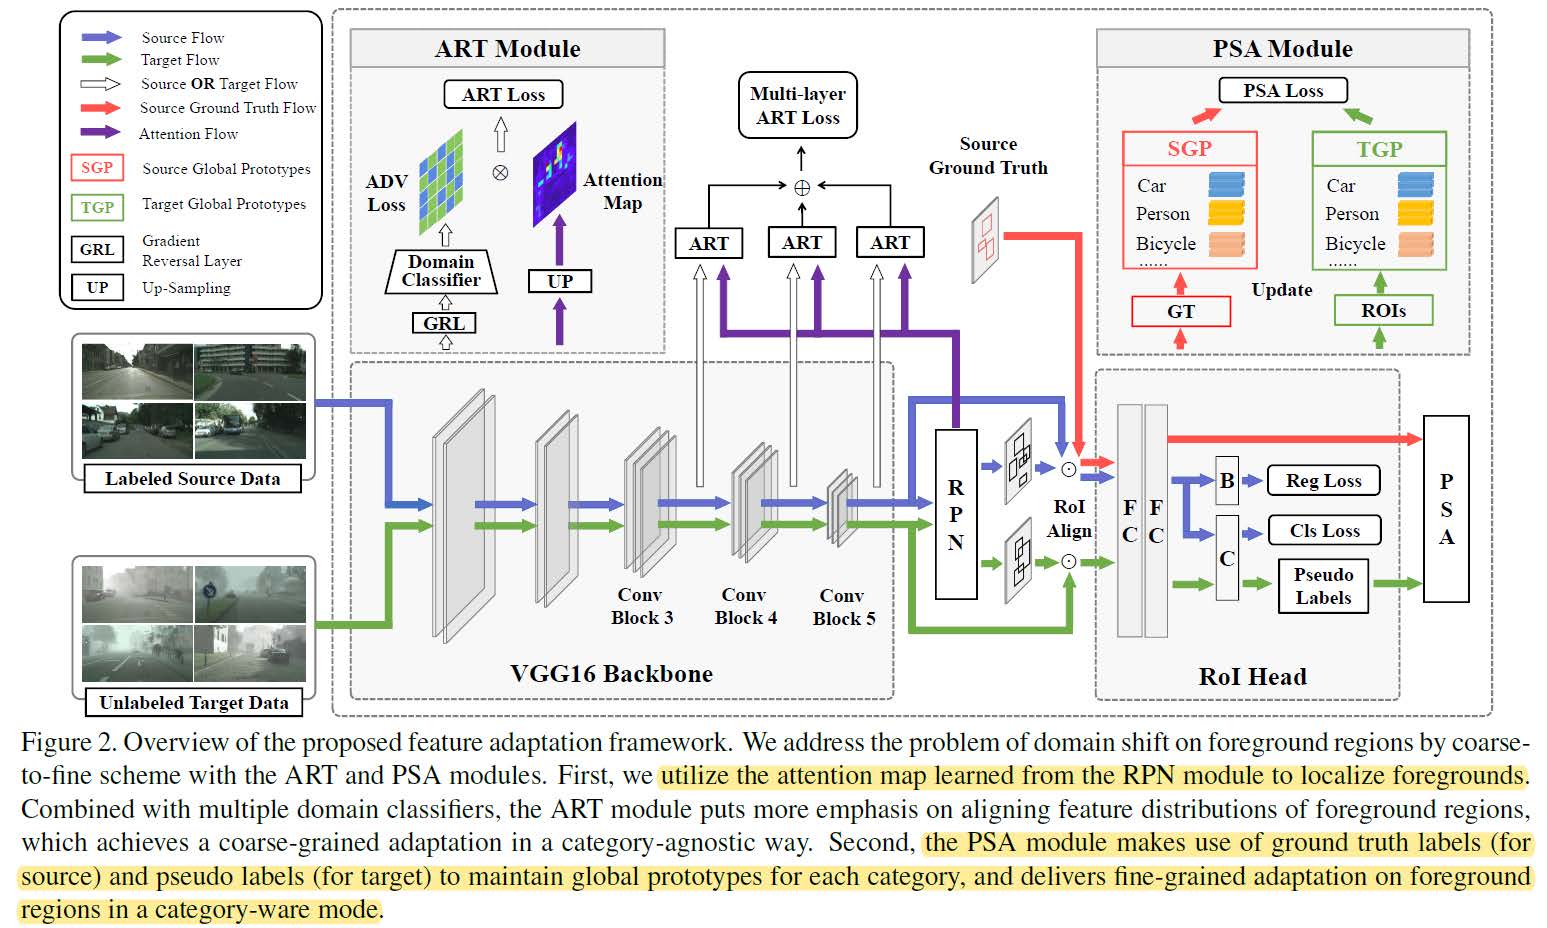 Source Flow
Target Flow
Source OR Target Flow
Source Ground Truth Flow
Attention Flow
SGP
Source Global Prototypes
TGP
Target Global Prototypes
GRL
Gradient
Reversal Layer
UP
Up-Sampling
Labeled Source Data
Unlabeled Target Data
ART Module
ART Loss
ADV
Loss
Attention
Map
Domain
Classifier
UP
GRL
Multi-layer
ART Loss
ART
ART
ART
Source
Ground Truth
PSA Module
PSA Loss
SGP
Car
Person
Bicycle
......
TGP
Car
Person
Bicycle
......
Update
GT
ROIs
Conv
Block 3
Conv
Block 4
Conv
Block 5
VGG16 Backbone
R
P
N
RoI
Align
F
C
F
C
B
Reg Loss
C
Cls Loss
Pseudo
Labels
RoI Head
P
S
A
Figure 2. Overview of the proposed feature adaptation framework. We address the problem of domain shift on foreground regions by coarse-
to-fine scheme with the ART and PSA modules. First, we utilize the attention map learned from the RPN module to localize foregrounds.
Combined with multiple domain classifiers, the ART module puts more emphasis on aligning feature distributions of foreground regions,
which achieves a coarse-grained adaptation in a category-agnostic way. Second, the PSA module makes use of ground truth labels (for
source) and pseudo labels (for target) to maintain global prototypes for each category, and delivers fine-grained adaptation on foreground
regions in a category-ware mode.